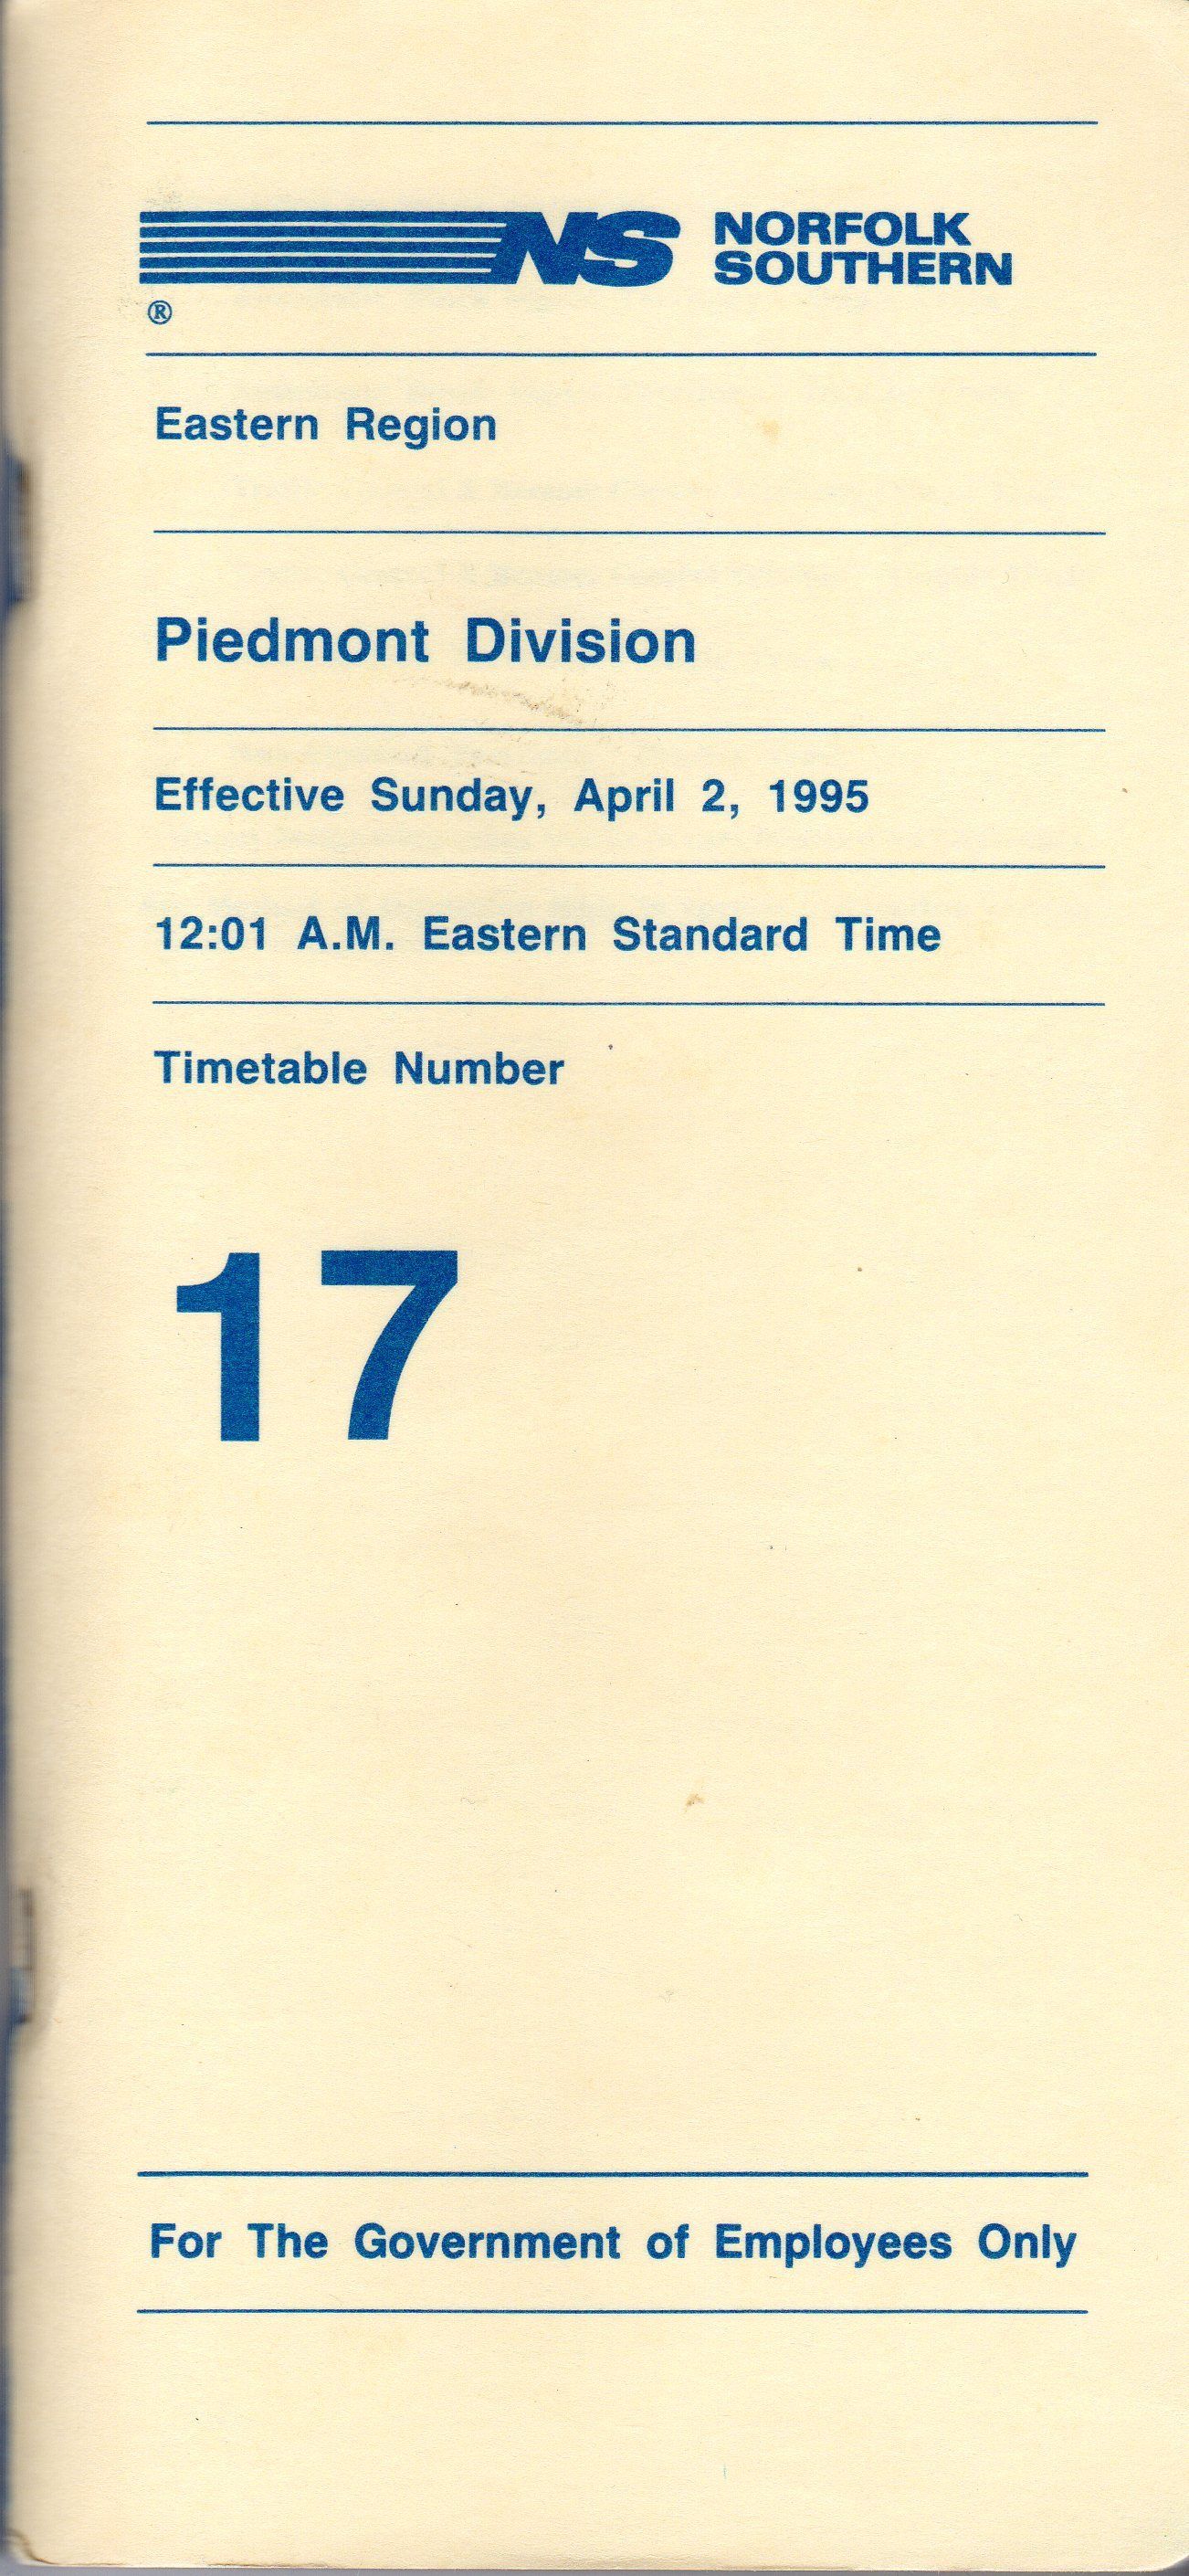 NS NORFOLK
SOUTHERN
®
Eastern Region
Piedmont Division
Effective Sunday, April 2, 1995
12:01 A.M. Eastern Standard Time
Timetable Number
17
For The Government of Employees Only